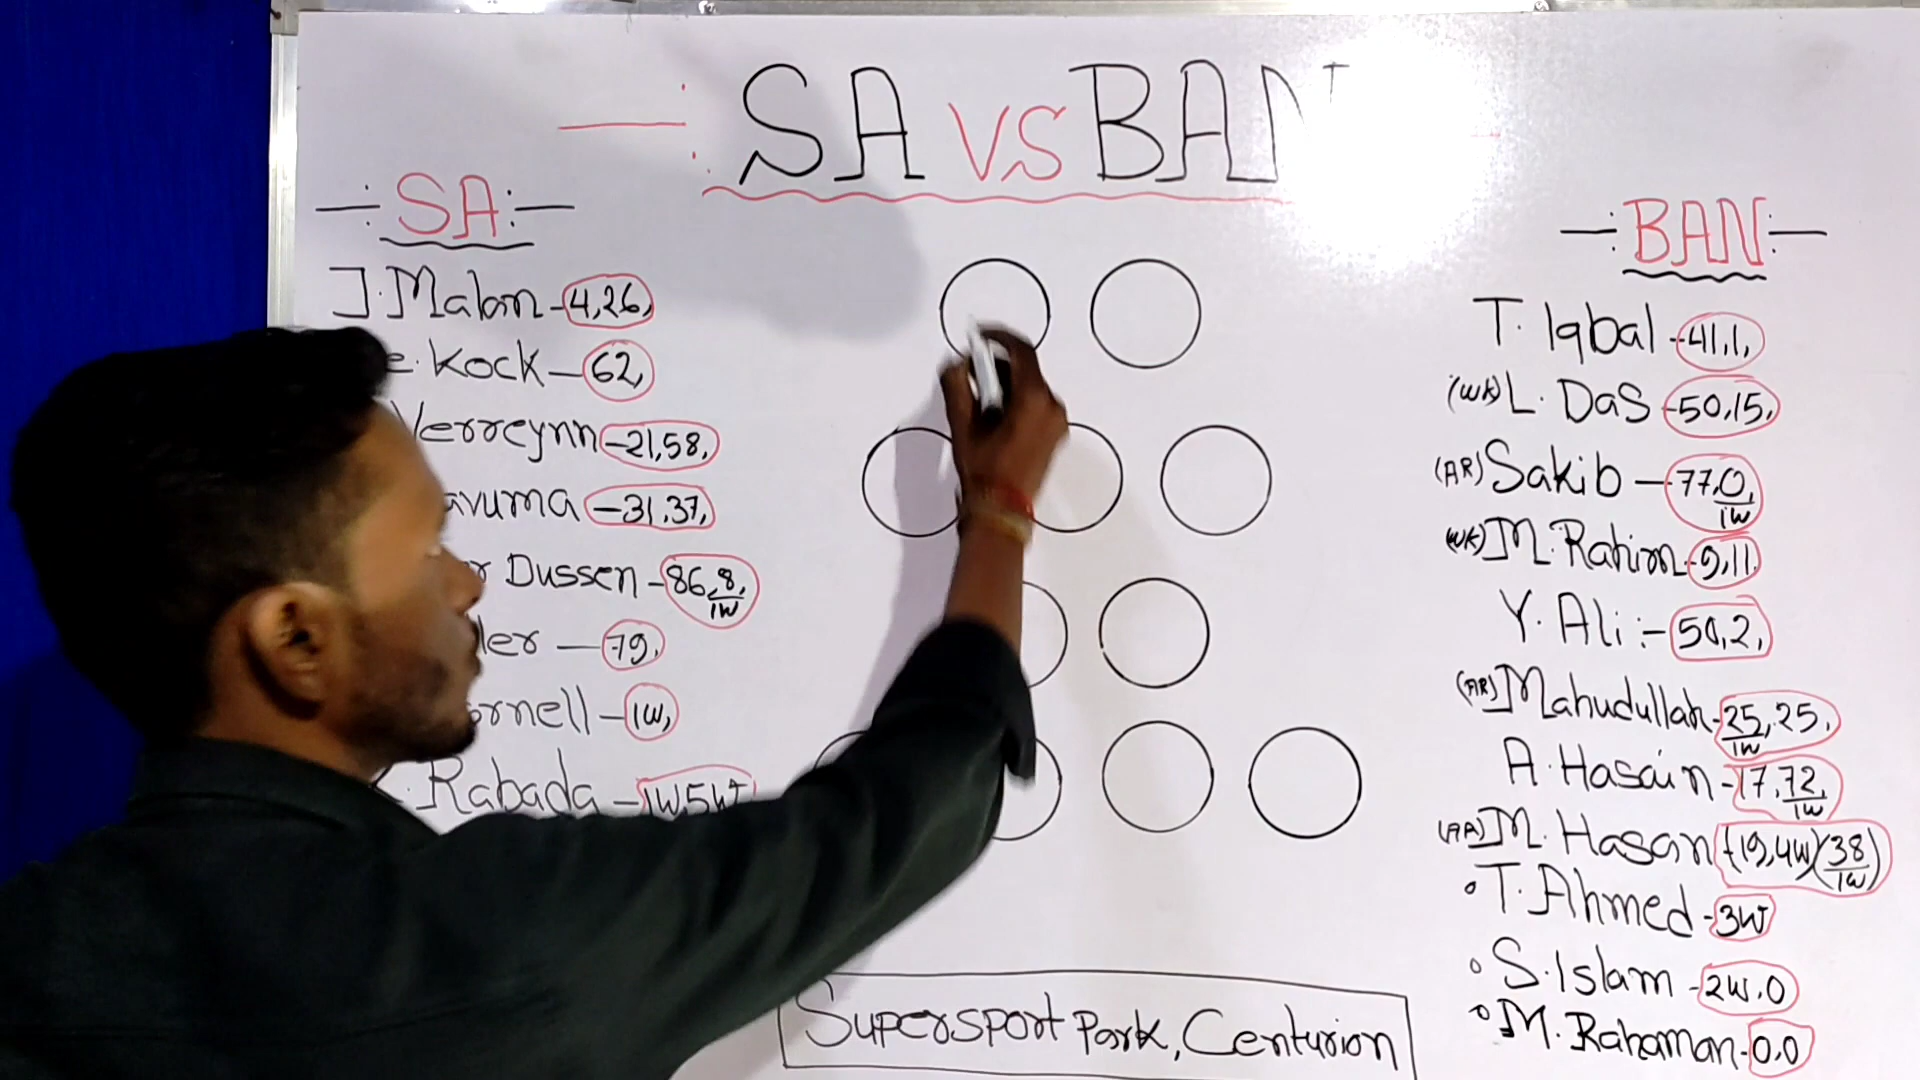 SA VS BAN
SA
J. Malan - 4,26,
e. Kock - 62,
Verreynn - 21,58,
avuma - 31,37,
r Dussen - 86,8,
1W
ler - 79,
ornell - 1W,
Rabada - 1W,5W
BAN
T. Iqbal - 41,1,
(WK) L. Das - 50,15,
(AR) Sakib - 77,0,
1W
(WK) M. Rahim - 9,11
Y. Ali :- 50,2,
(AR) Mahudullah - 25,25,
1W
A. Hasain - 17,72,
1W
(AR) M. Hasan - (19,4W)(38)
1W
T. Ahmed - 3W
S. Islam - 2W,0
M. Rahaman - 0,0
Supersport Park, Centurion